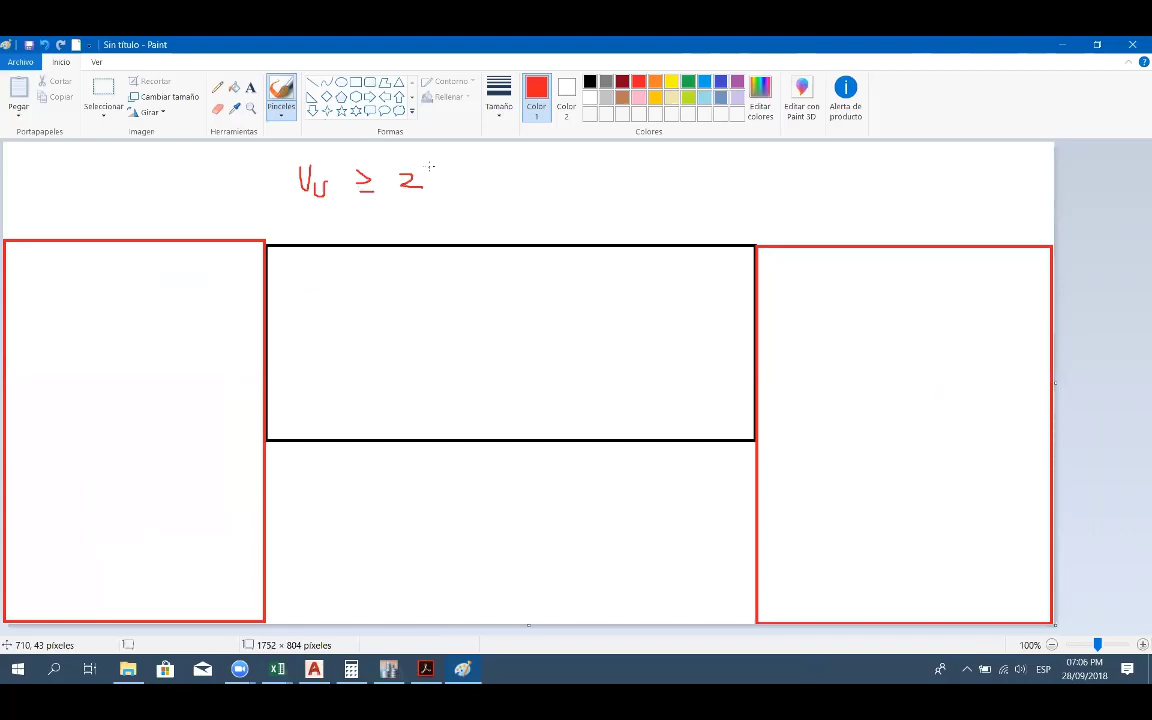 Sin título - Paint
Archivo Inicio Ver
Pegar
Cortar
Copiar
Portapapeles
Seleccionar
Recortar
Cambiar tamaño
Girar
Imagen
A
Herramientas
Pinceles
Contorno
Rellenar
Formas
Tamaño
Color 1
Color 2
Editar colores
Colores
Editar con Paint 3D
Alerta de producto
Vu ≥ 2
710, 43 píxeles
1752 × 804 píxeles
100%
ESP
07:06 PM
28/09/2018